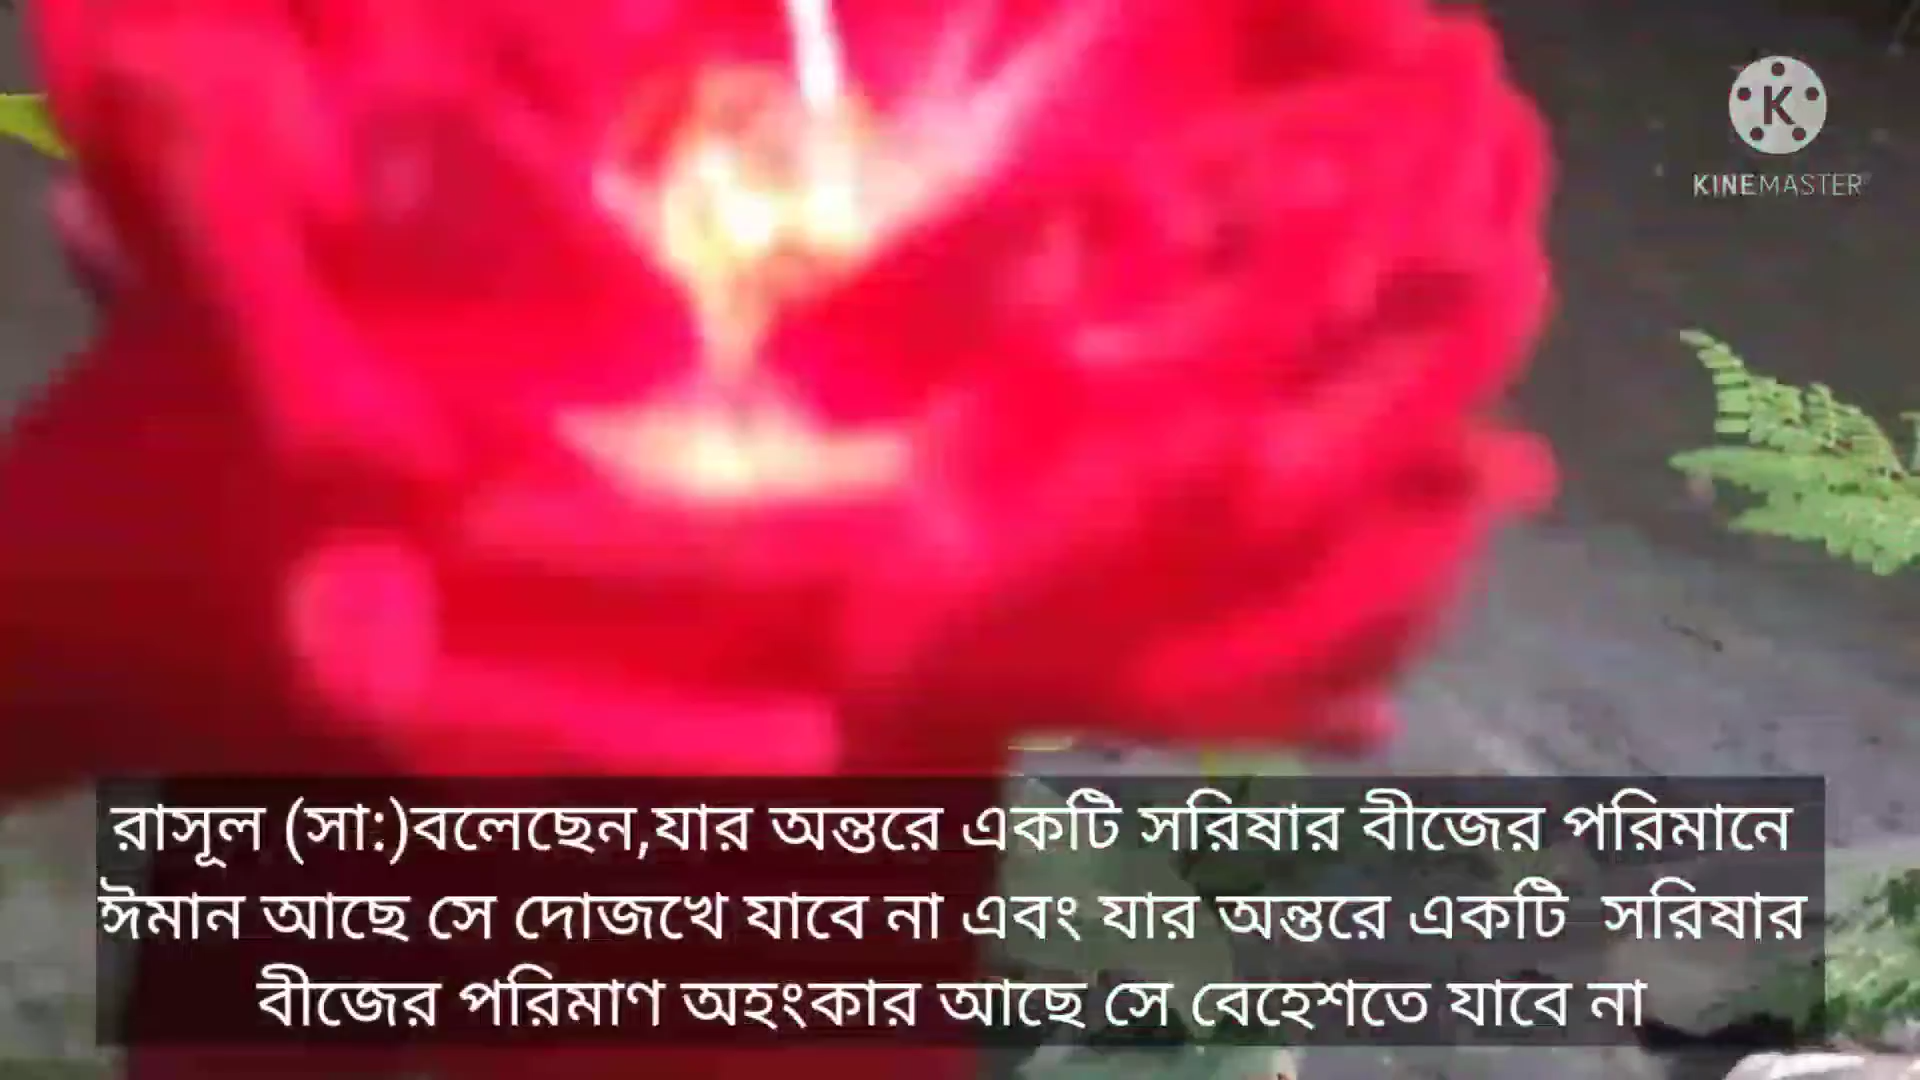 KINEMASTER
রাসূল (সা:)বলেছেন,যার অন্তরে একটি সরিষার বীজের পরিমানে
ঈমান আছে সে দোজখে যাবে না এবং যার অন্তরে একটি সরিষার
বীজের পরিমাণ অহংকার আছে সে বেহেশতে যাবে না